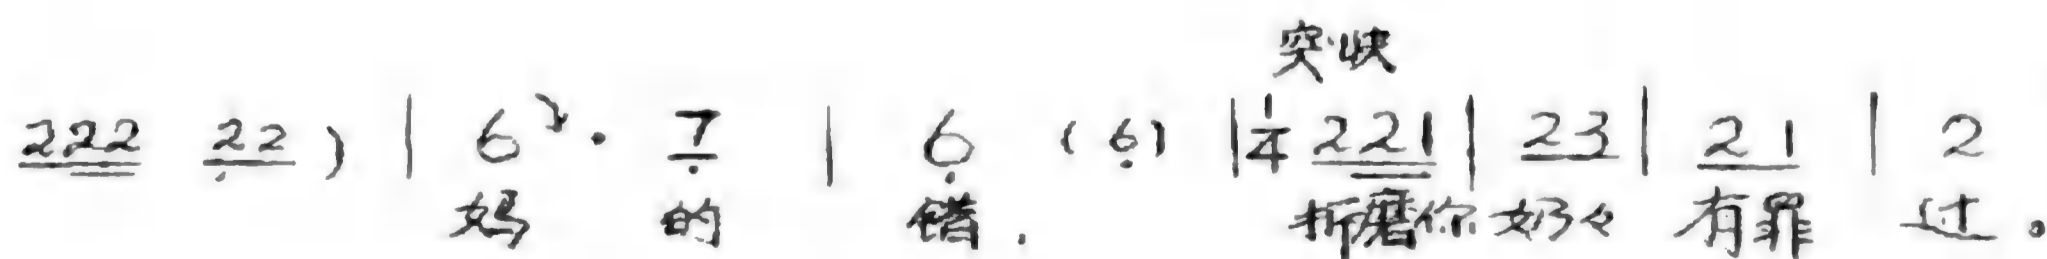 突快
222 22 ) | 6 · 7 | 6 ( 6 ) | 1/4 221 | 23 | 21 | 2
妈 的 错. 折磨你 奶々 有罪 过。